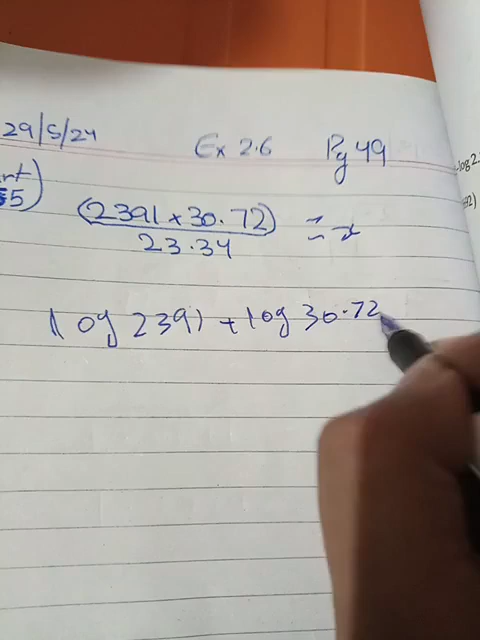 29/5/24
Ex 2.6 Pg 49
(2391 x 30.72)
23.34
= x
log 2391 + log 30.72